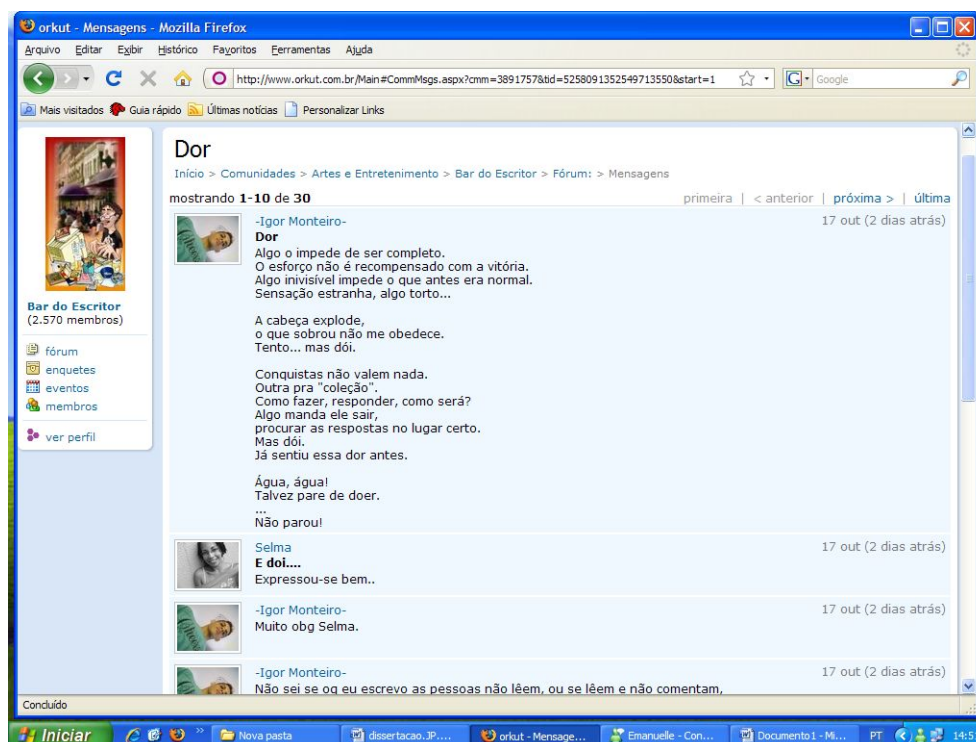 orkut - Mensagens - Mozilla Firefox
Arquivo Editar Exibir Histórico Favoritos Ferramentas Ajuda
http://www.orkut.com.br/Main#CommMsgs.aspx?cmm=3891757&tid=5258091352549713550&start=1
G Google
Mais visitados Guia rápido Últimas notícias Personalizar Links
Dor
Início > Comunidades > Artes e Entretenimento > Bar do Escritor > Fórum: > Mensagens
mostrando 1-10 de 30
primeira | < anterior | próxima > | última
Bar do Escritor
(2.570 membros)
fórum
enquetes
eventos
membros
ver perfil
-Igor Monteiro- 17 out (2 dias atrás)
Dor
Algo o impede de ser completo.
O esforço não é recompensado com a vitória.
Algo inivisível impede o que antes era normal.
Sensação estranha, algo torto...
A cabeça explode,
o que sobrou não me obedece.
Tento... mas dói.
Conquistas não valem nada.
Outra pra "coleção".
Como fazer, responder, como será?
Algo manda ele sair,
procurar as respostas no lugar certo.
Mas dói.
Já sentiu essa dor antes.
Água, água!
Talvez pare de doer.
...
Não parou!
Selma 17 out (2 dias atrás)
E doi....
Expressou-se bem..
-Igor Monteiro- 17 out (2 dias atrás)
Muito obg Selma.
-Igor Monteiro- 17 out (2 dias atrás)
Não sei se oq eu escrevo as pessoas não lêem, ou se lêem e não comentam,
Concluído
Iniciar Nova pasta dissertacao.JP.... orkut - Mensage... Emanuelle - Con... Documento1 - Mi... PT 14:5